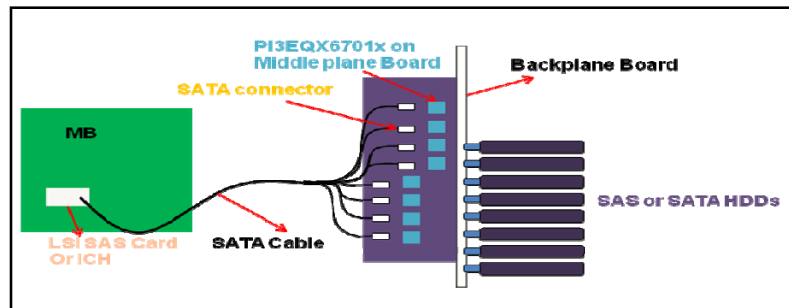 PI3EQX6701x on
Middle plane Board
Backplane Board
SATA connector
MB
SAS or SATA HDDs
LSI SAS Card
Or ICH
SATA Cable